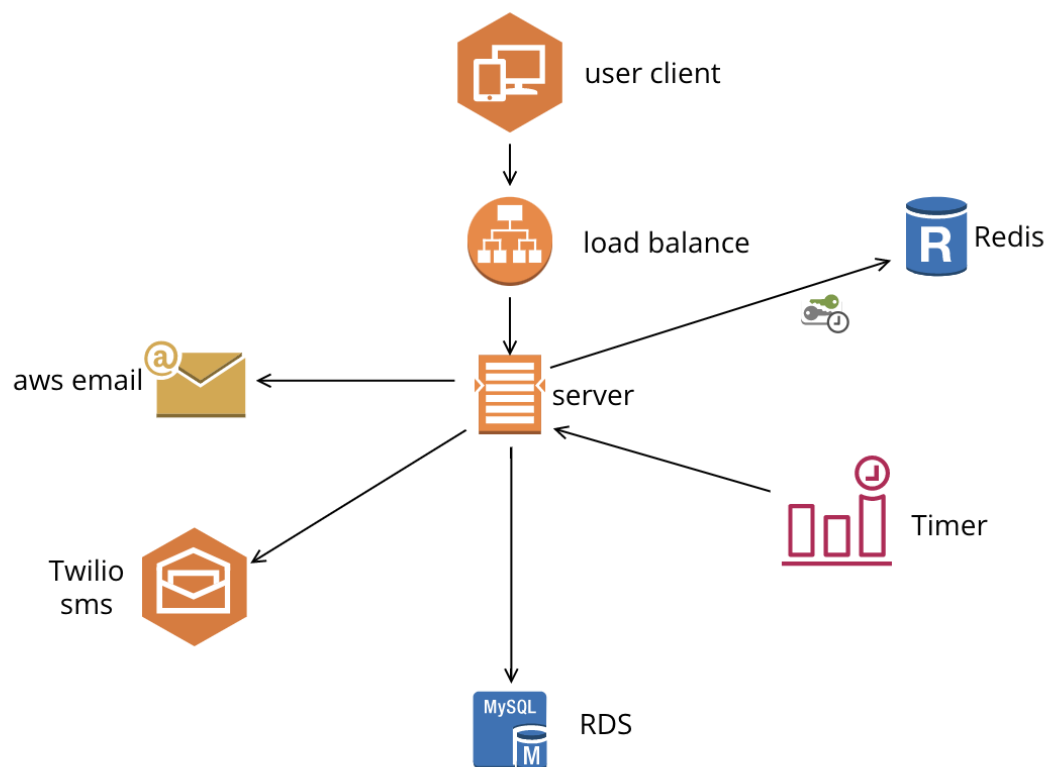 user client
load balance
R
Redis
@
aws email
server
Timer
Twilio
sms
MySQL
M
RDS